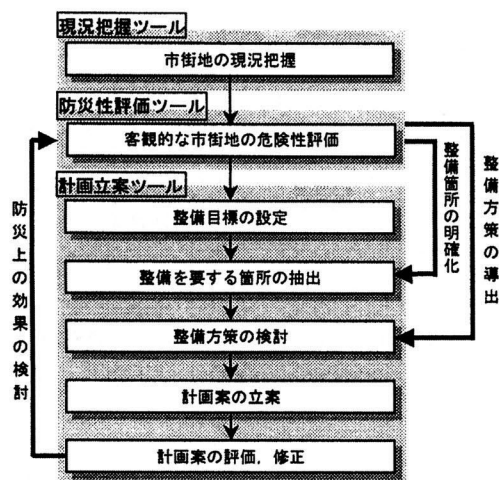 現況把握ツール
市街地の現況把握
防災性評価ツール
客観的な市街地の危険性評価
計画立案ツール
整備目標の設定
整備を要する箇所の抽出
整備方策の検討
計画案の立案
計画案の評価, 修正
防災上の効果の検討
整備箇所の明確化
整備方策の導出